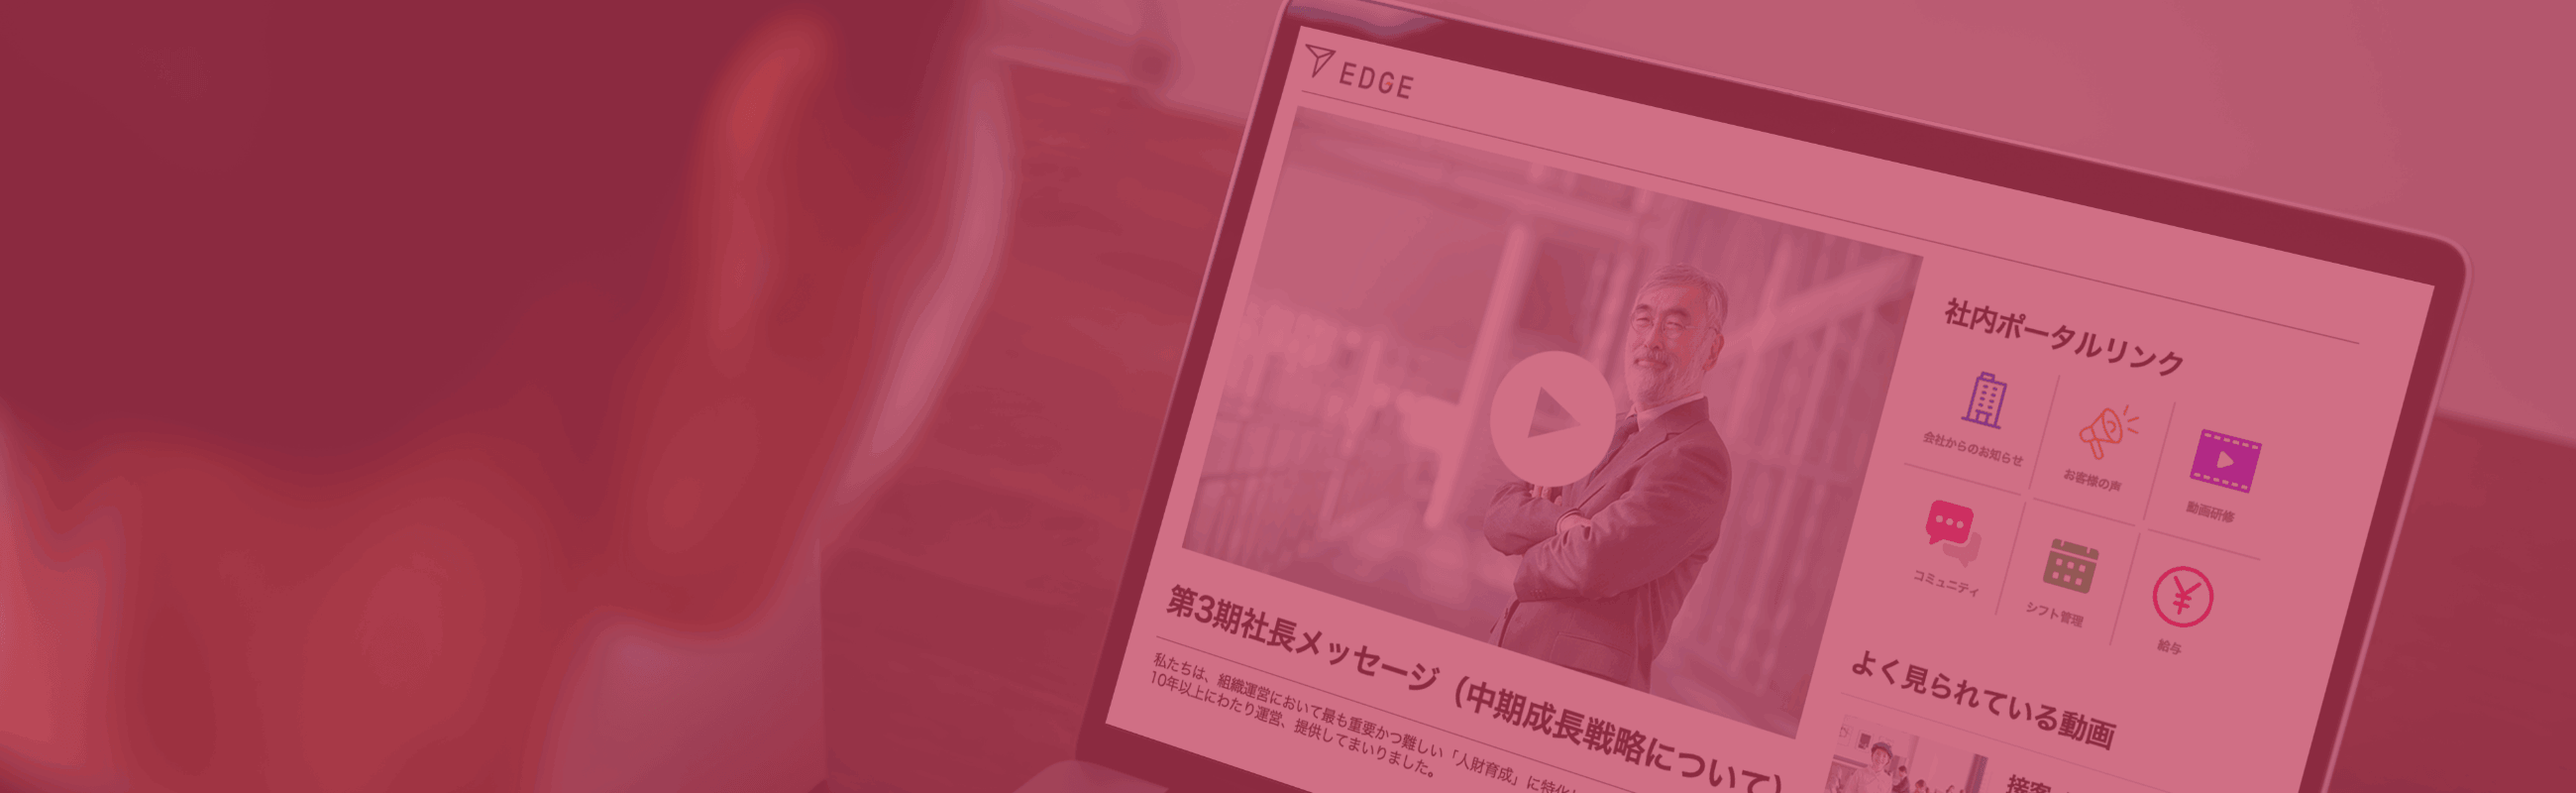 EDGE
社内ポータルリンク
会社からのお知らせ
お客様の声
動画研修
コミュニティ
シフト管理
給与
第3期社長メッセージ（中期成長戦略について）
私たちは、組織運営において最も重要かつ難しい「人財育成」に特化し
10年以上にわたり運営、提供してまいりました。
よく見られている動画
接客